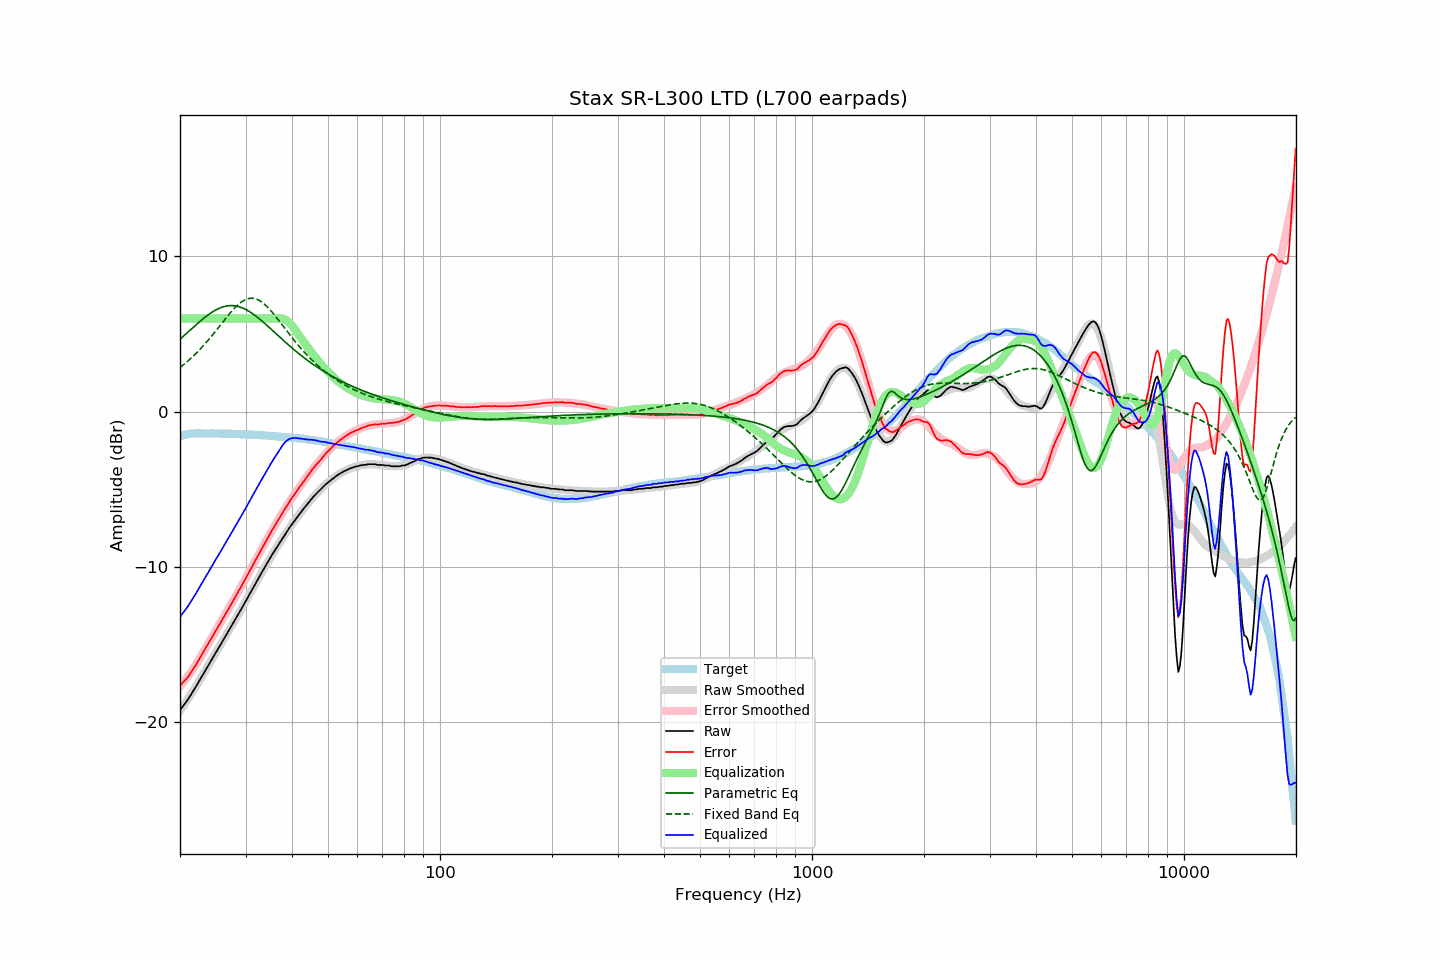 Stax SR-L300 LTD (L700 earpads)
Amplitude (dBr)
10
0
−10
−20
Target
Raw Smoothed
Error Smoothed
Raw
Error
Equalization
Parametric Eq
Fixed Band Eq
Equalized
100
1000
10000
Frequency (Hz)